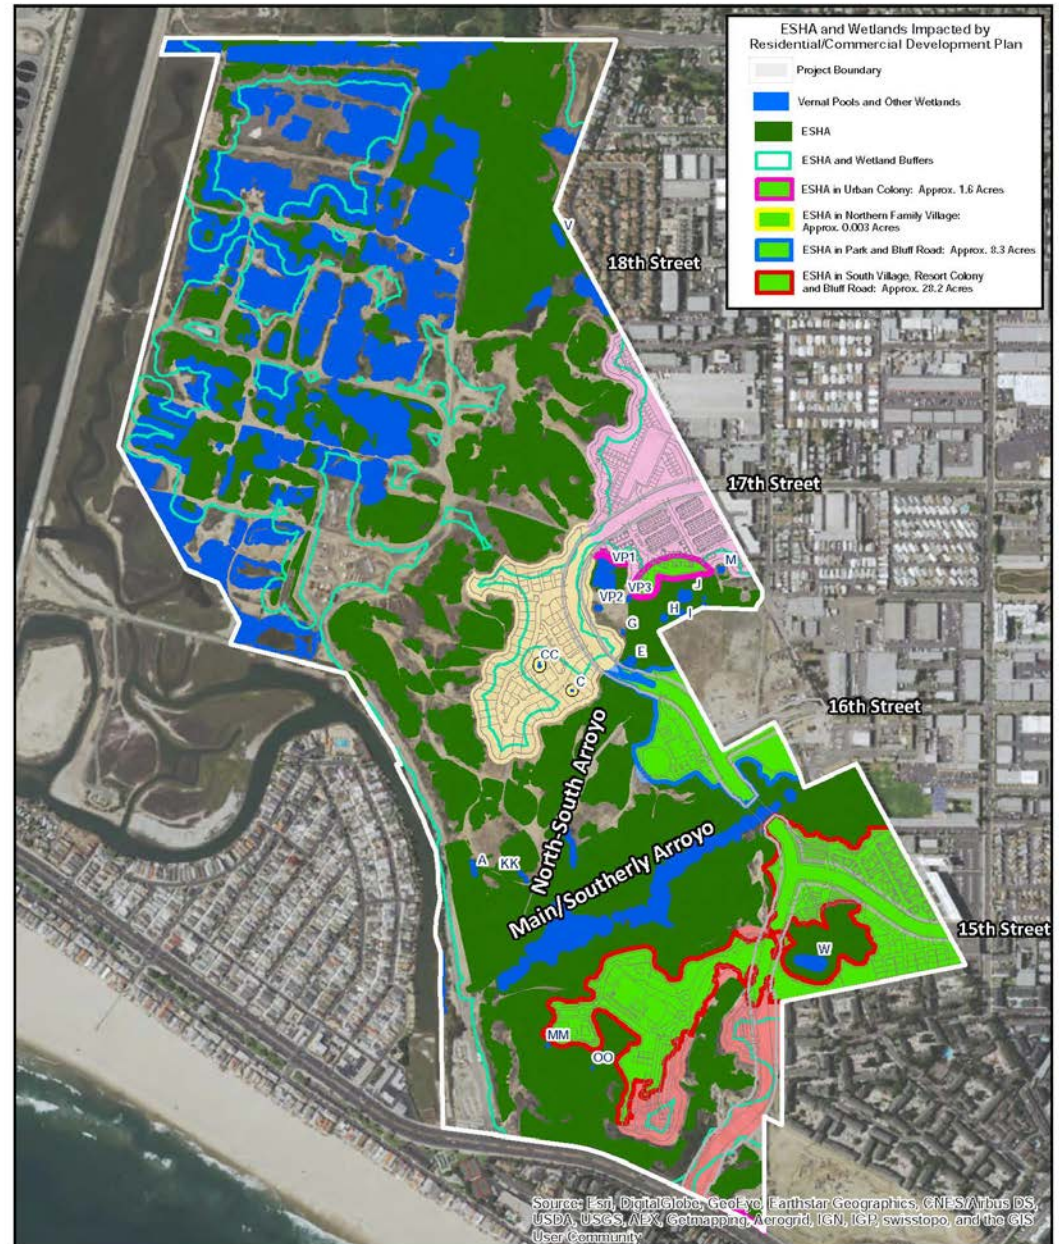 ESHA and Wetlands Impacted by
Residential/Commercial Development Plan
Project Boundary
Vernal Pools and Other Wetlands
ESHA
ESHA and Wetland Buffers
ESHA in Urban Colony: Approx. 1.6 Acres
ESHA in Northern Family Village:
Approx. 0.003 Acres
ESHA in Park and Bluff Road: Approx. 8.3 Acres
ESHA in South Village, Resort Colony
and Bluff Road: Approx. 28.2 Acres
V
18th Street
17th Street
VP1
M
VP3
J
VP2
H
I
G
E
CC
C
16th Street
North-South Arroyo
Main/Southerly Arroyo
A
KK
15th Street
W
MM
OO
Source: Esri, DigitalGlobe, GeoEye, Earthstar Geographics, CNES/Airbus DS,
USDA, USGS, AEX, Getmapping, Aerogrid, IGN, IGP, swisstopo, and the GIS
User Community